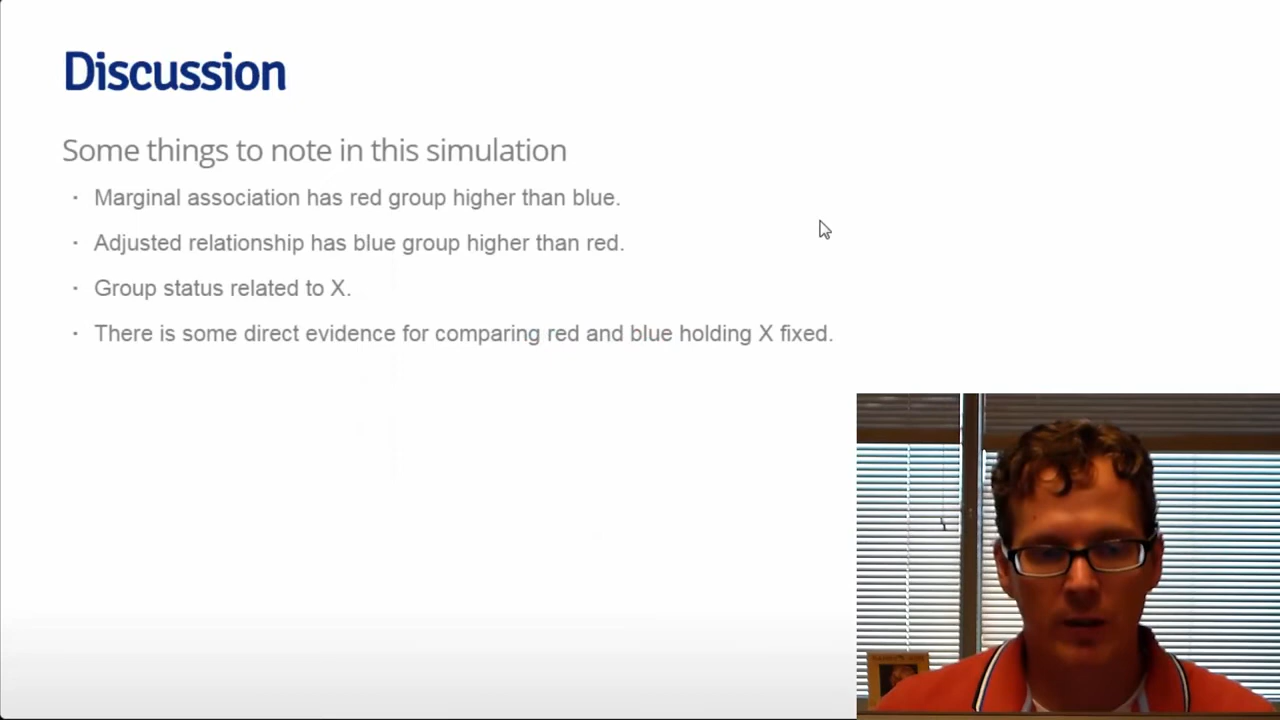 Discussion
Some things to note in this simulation
· Marginal association has red group higher than blue.
· Adjusted relationship has blue group higher than red.
· Group status related to X.
· There is some direct evidence for comparing red and blue holding X fixed.